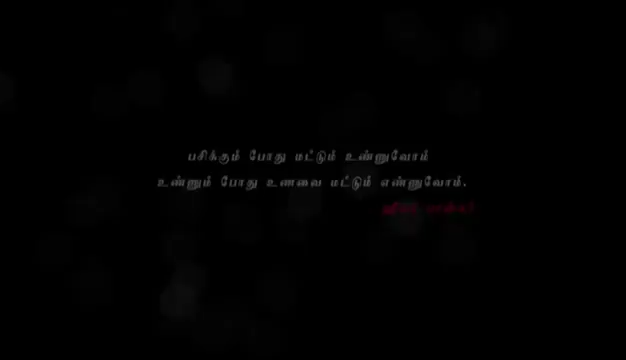 பசிக்கும் போது மட்டும் உண்ணுவோம்
உண்ணும் போது உணவை மட்டும் எண்ணுவோம்.